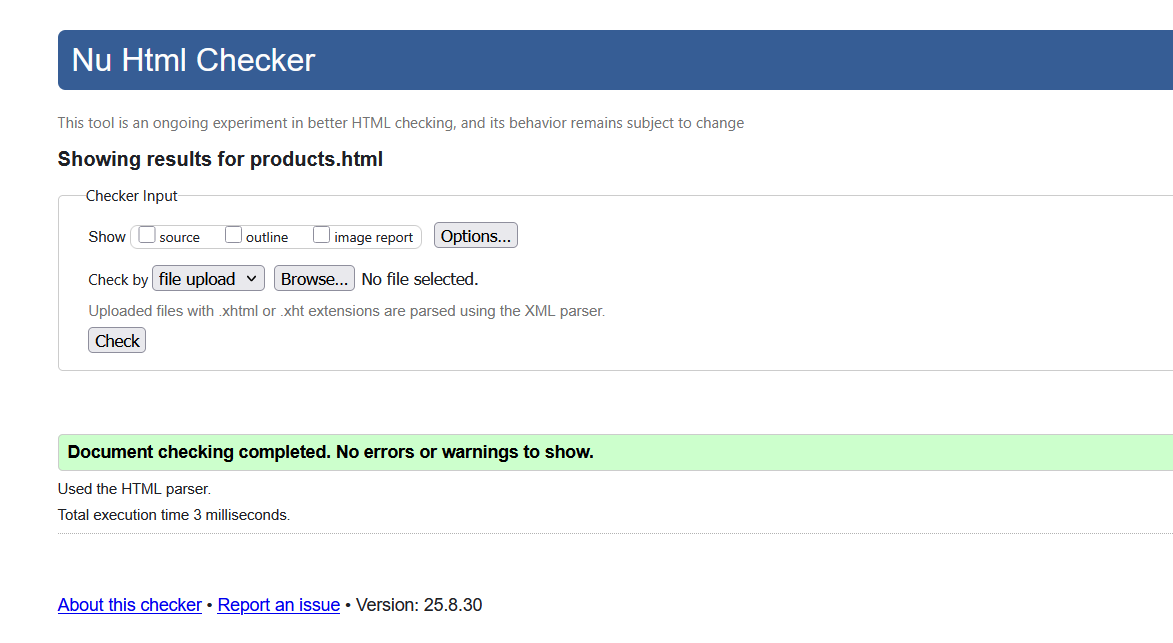 Nu Html Checker
This tool is an ongoing experiment in better HTML checking, and its behavior remains subject to change
Showing results for products.html
Checker Input
Show source outline image report Options...
Check by file upload Browse... No file selected.
Uploaded files with .xhtml or .xht extensions are parsed using the XML parser.
Check
Document checking completed. No errors or warnings to show.
Used the HTML parser.
Total execution time 3 milliseconds.
About this checker • Report an issue • Version: 25.8.30